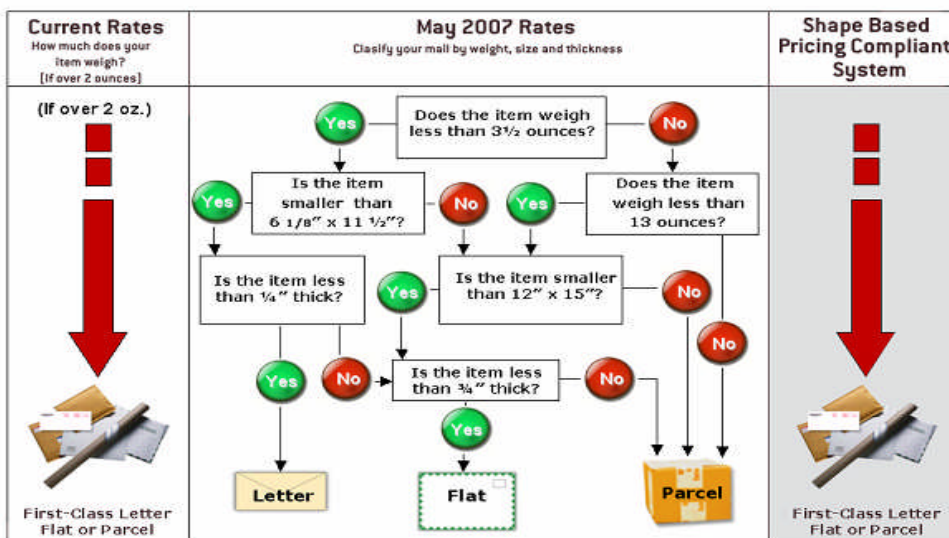 Current Rates
How much does your
item weigh?
[If over 2 ounces]
May 2007 Rates
Clasify your mail by weight, size and thickness
Shape Based
Pricing Compliant
System
(If over 2 oz.)
Yes
Does the item weigh
less than 3½ ounces?
No
Yes
Is the item
smaller than
6 1/8" x 11 ½"?
No
Yes
Does the item
weigh less than
13 ounces?
Is the item less
than ¼" thick?
Yes
Is the item smaller
than 12" x 15"?
No
No
Yes
No
Is the item less
than ¾" thick?
No
Yes
Letter
Flat
Parcel
First-Class Letter
Flat or Parcel
First-Class Letter
Flat or Parcel